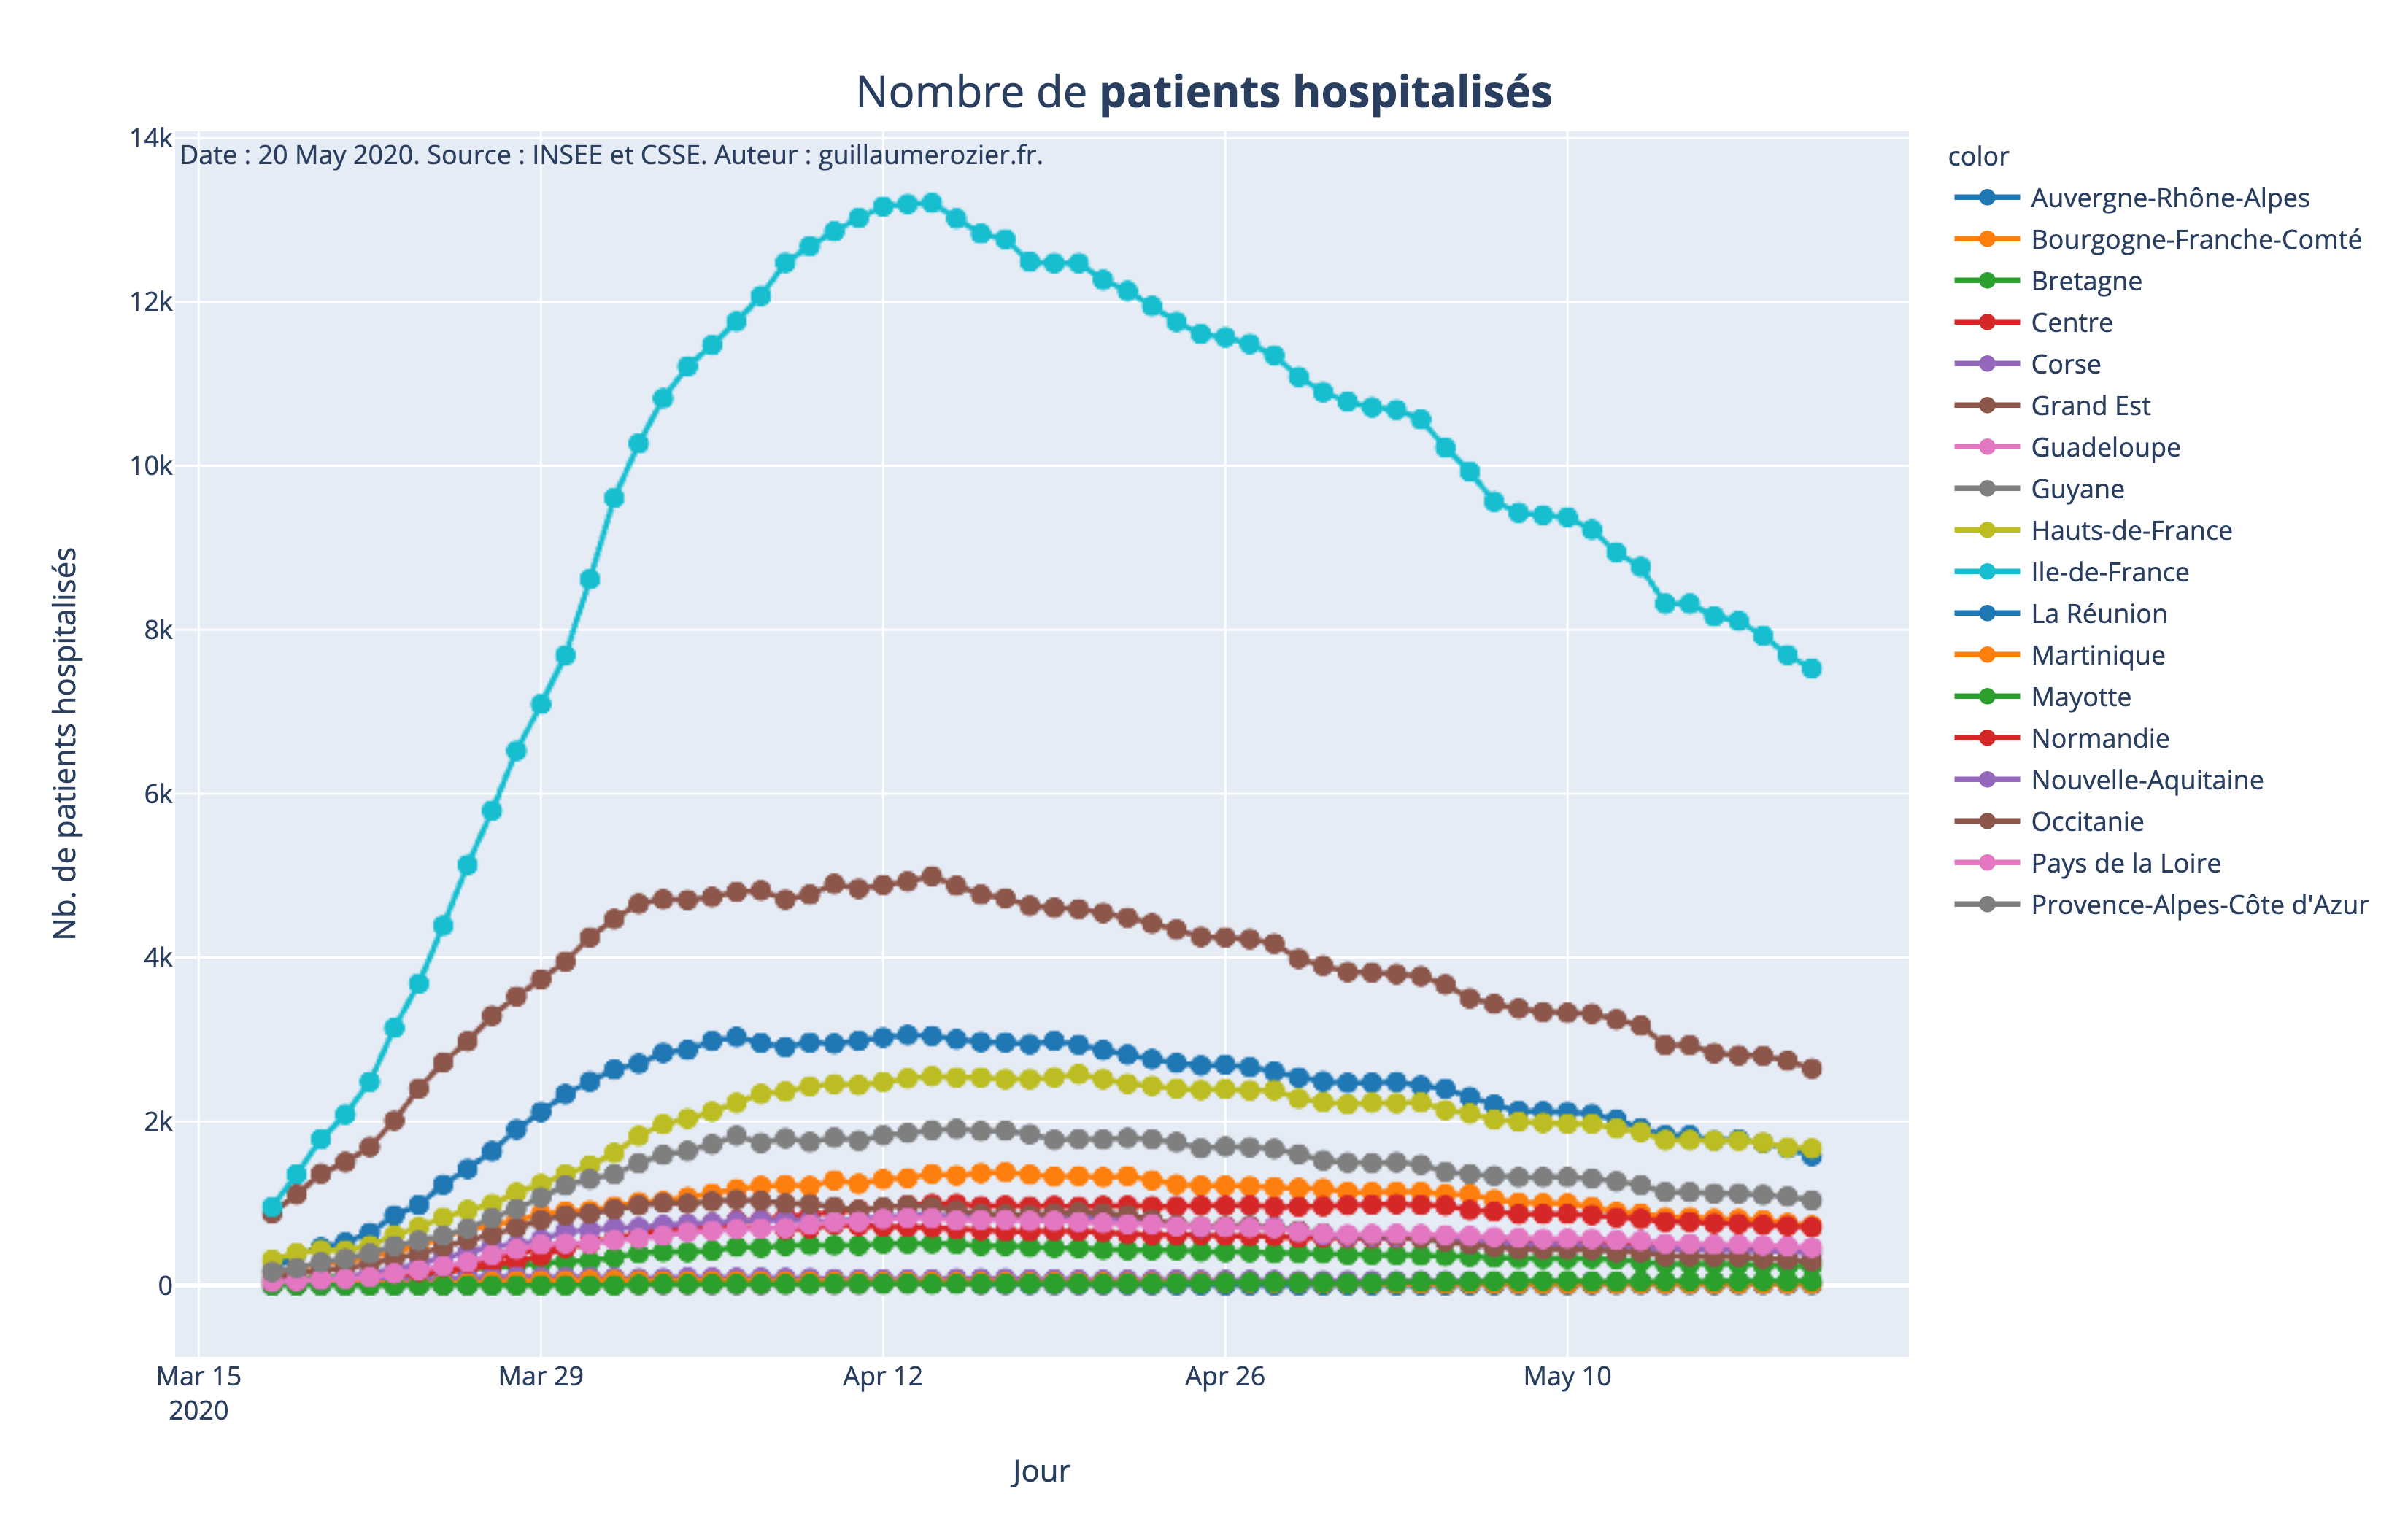 Nombre de patients hospitalisés
Date : 20 May 2020. Source : INSEE et CSSE. Auteur : guillaumerozier.fr.
14k
12k
10k
8k
6k
4k
2k
0
Nb. de patients hospitalisés
Mar 15
2020
Mar 29
Apr 12
Apr 26
May 10
Jour
color
Auvergne-Rhône-Alpes
Bourgogne-Franche-Comté
Bretagne
Centre
Corse
Grand Est
Guadeloupe
Guyane
Hauts-de-France
Ile-de-France
La Réunion
Martinique
Mayotte
Normandie
Nouvelle-Aquitaine
Occitanie
Pays de la Loire
Provence-Alpes-Côte d'Azur